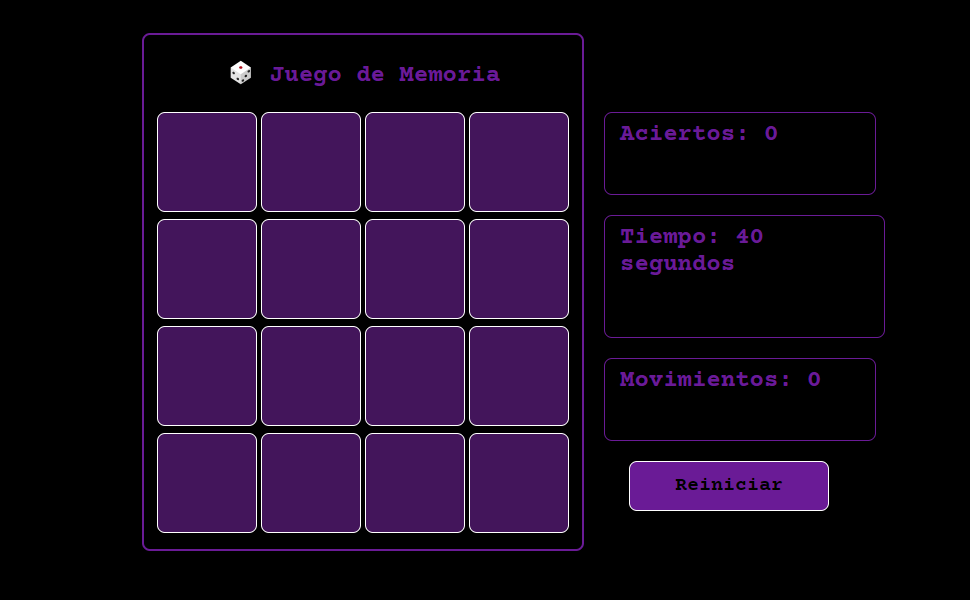 🎲 Juego de Memoria
Aciertos: 0
Tiempo: 40
segundos
Movimientos: 0
Reiniciar